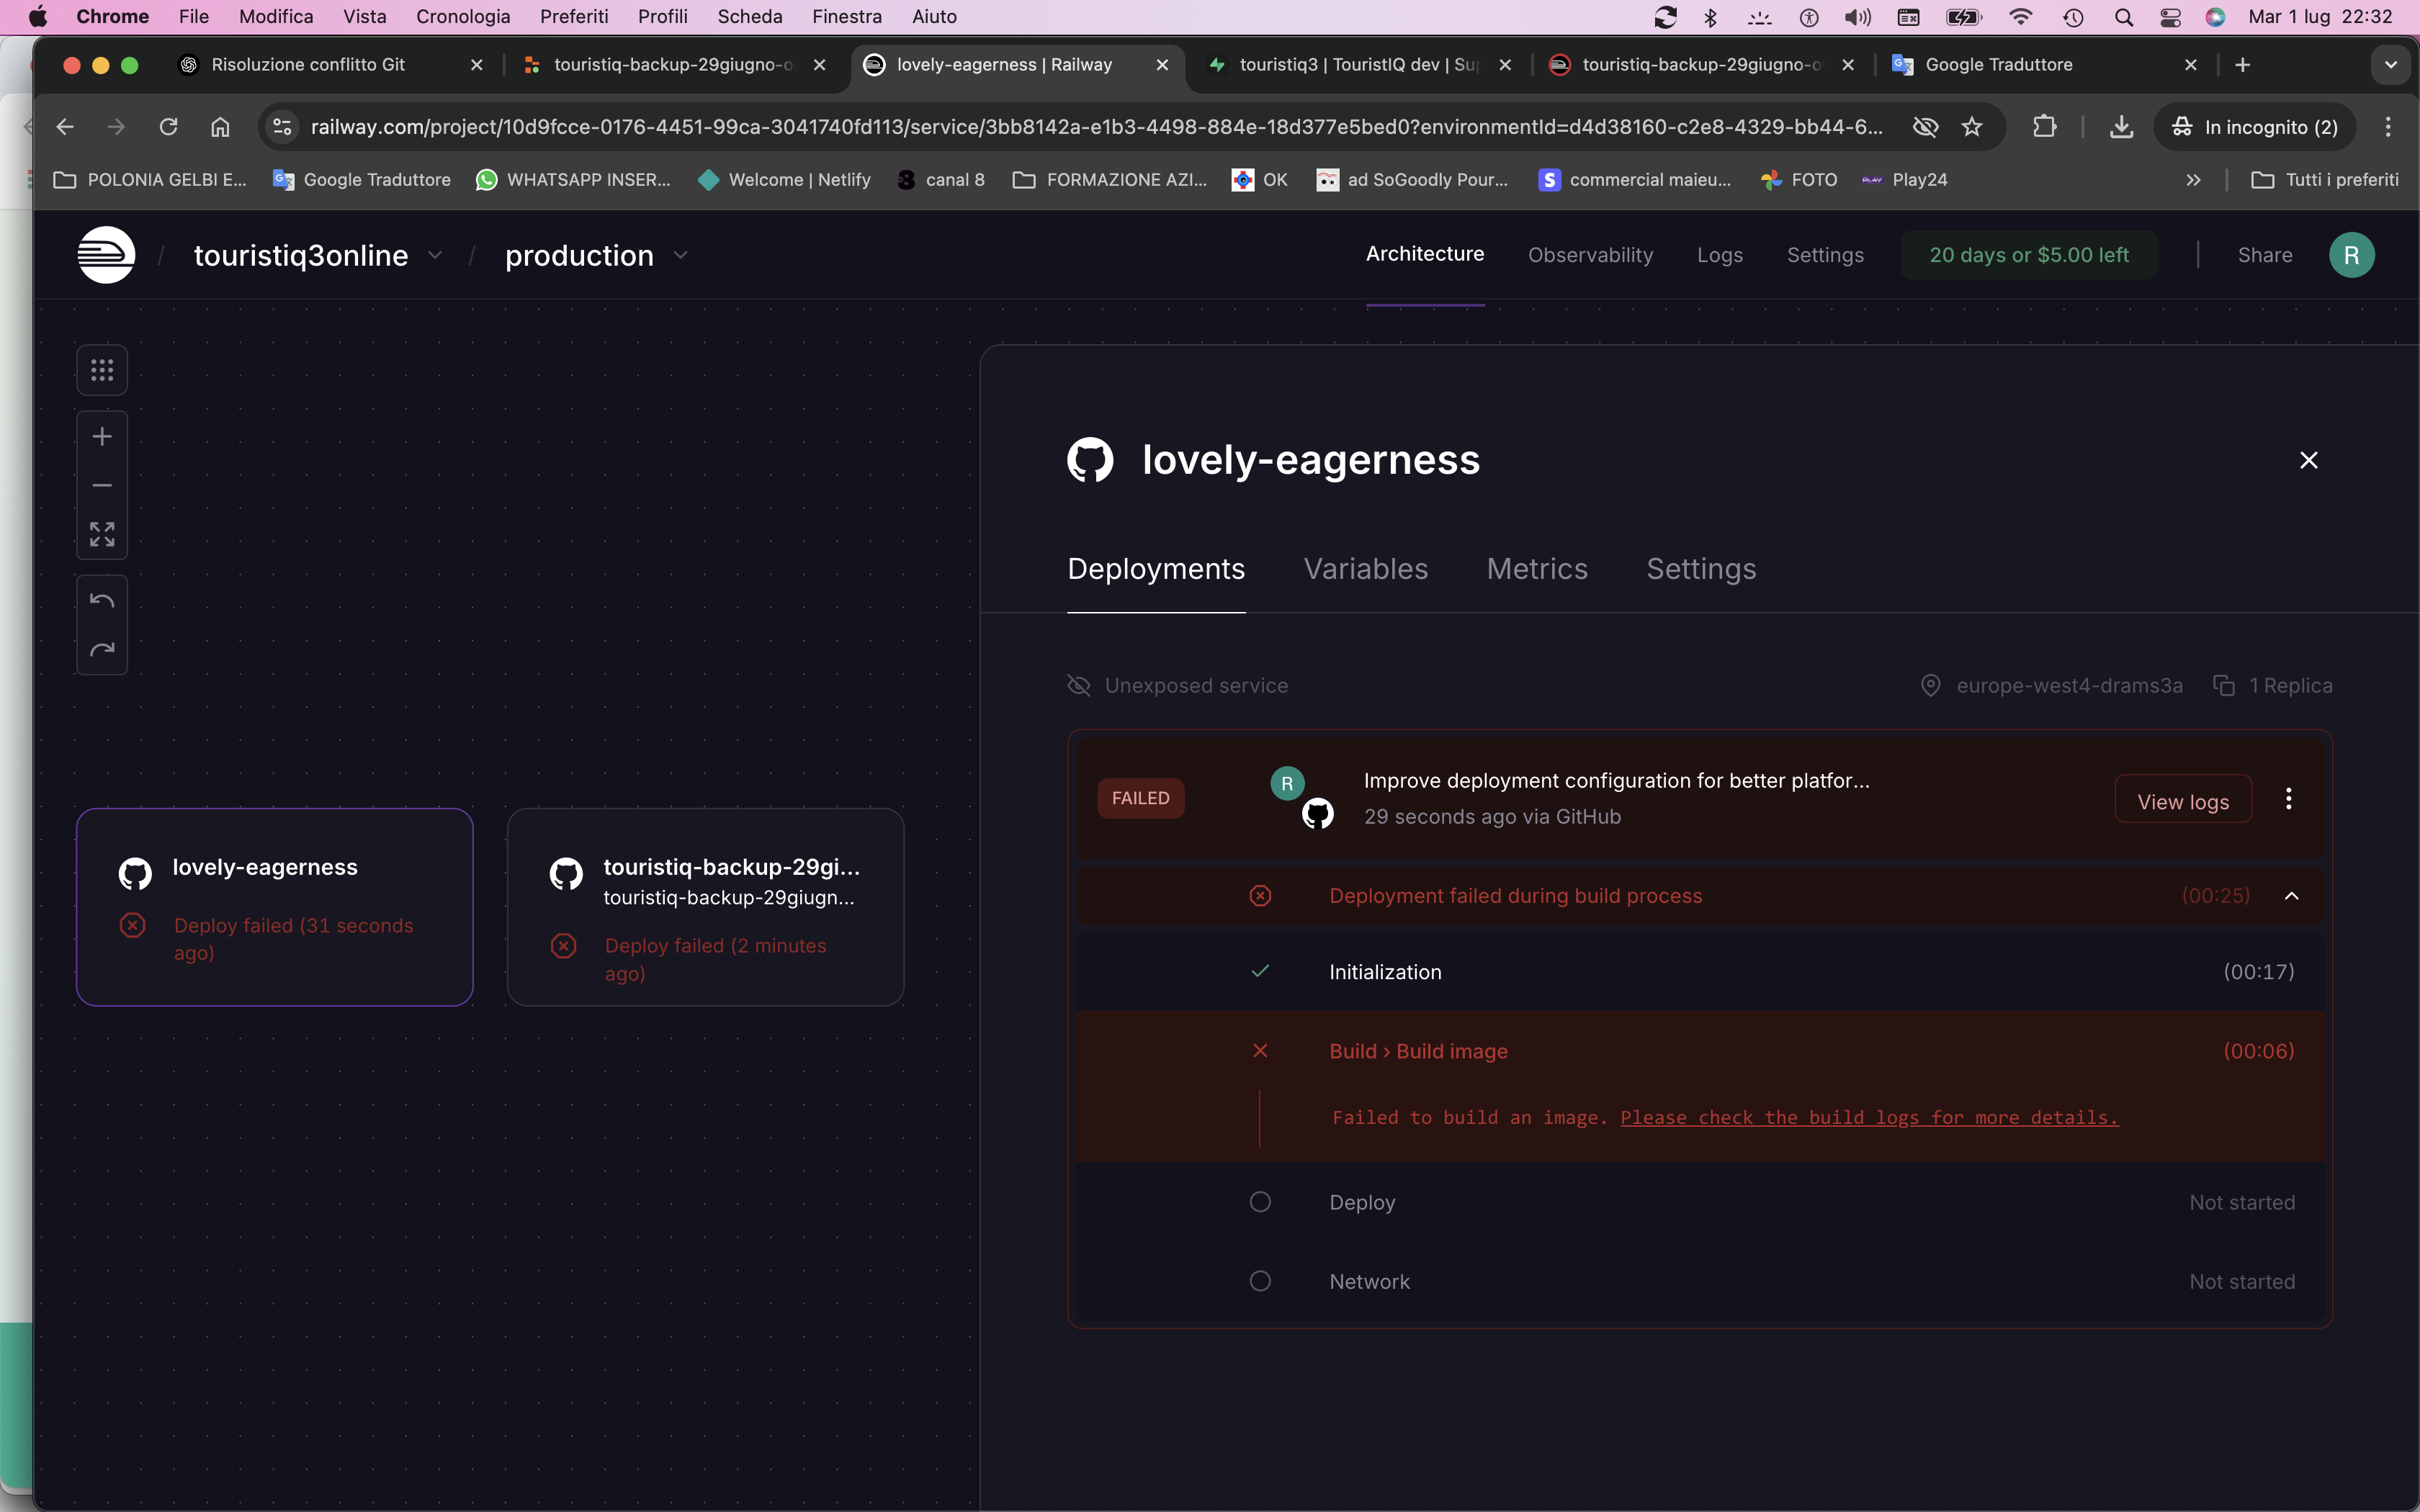 Chrome File Modifica Vista Cronologia Preferiti Profili Scheda Finestra Aiuto Mar 1 lug 22:32
Risoluzione conflitto Git touristiq-backup-29giugno-o lovely-eagerness | Railway touristiq3 | TouristIQ dev | Sup touristiq-backup-29giugno-o Google Traduttore
railway.com/project/10d9fcce-0176-4451-99ca-3041740fd113/service/3bb8142a-e1b3-4498-884e-18d377e5bed0?environmentId=d4d38160-c2e8-4329-bb44-6... In incognito (2)
POLONIA GELBI E... Google Traduttore WHATSAPP INSER... Welcome | Netlify canal 8 FORMAZIONE AZI... OK ad SoGoodly Pour... S commercial maieu... FOTO PLAY Play24 Tutti i preferiti
/ touristiq3online / production Architecture Observability Logs Settings 20 days or $5.00 left Share R
lovely-eagerness
Deployments Variables Metrics Settings
Unexposed service europe-west4-drams3a 1 Replica
FAILED R Improve deployment configuration for better platfor... View logs
29 seconds ago via GitHub
Deployment failed during build process (00:25)
Initialization (00:17)
Build › Build image (00:06)
Failed to build an image. Please check the build logs for more details.
Deploy Not started
Network Not started
lovely-eagerness
Deploy failed (31 seconds
ago)
touristiq-backup-29gi...
touristiq-backup-29giugn...
Deploy failed (2 minutes
ago)